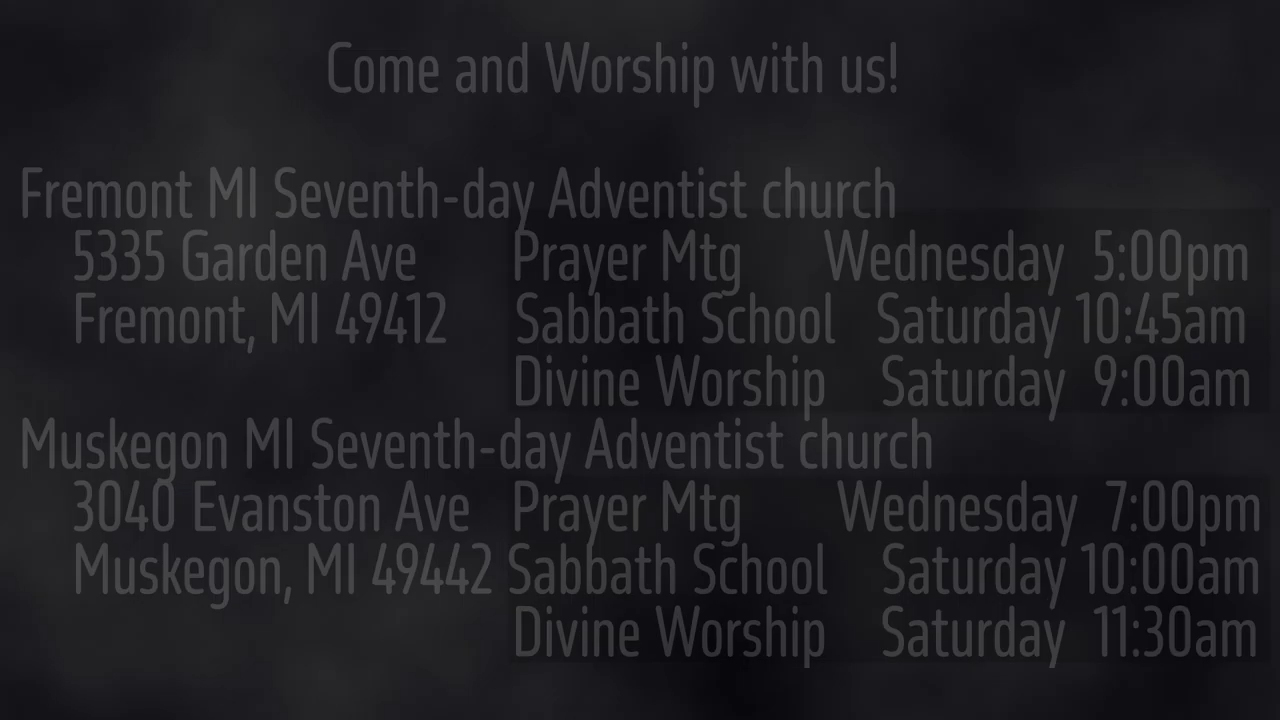 Come and Worship with us!
Fremont MI Seventh-day Adventist church
5335 Garden Ave Prayer Mtg Wednesday 5:00pm
Fremont, MI 49412 Sabbath School Saturday 10:45am
Divine Worship Saturday 9:00am
Muskegon MI Seventh-day Adventist church
3040 Evanston Ave Prayer Mtg Wednesday 7:00pm
Muskegon, MI 49442 Sabbath School Saturday 10:00am
Divine Worship Saturday 11:30am